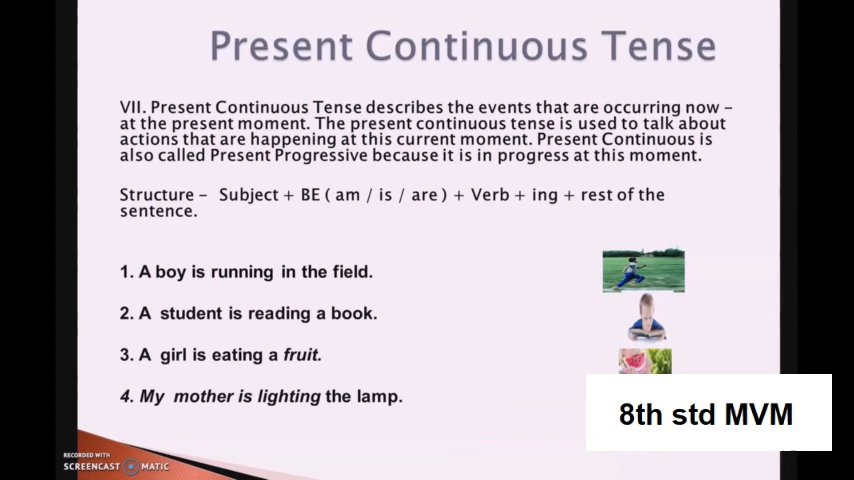 Present Continuous Tense
VII. Present Continuous Tense describes the events that are occurring now –
at the present moment. The present continuous tense is used to talk about
actions that are happening at this current moment. Present Continuous is
also called Present Progressive because it is in progress at this moment.
Structure – Subject + BE ( am / is / are ) + Verb + ing + rest of the
sentence.
1. A boy is running in the field.
2. A student is reading a book.
3. A girl is eating a fruit.
4. My mother is lighting the lamp.
8th std MVM
RECORDED WITH
SCREENCAST MATIC